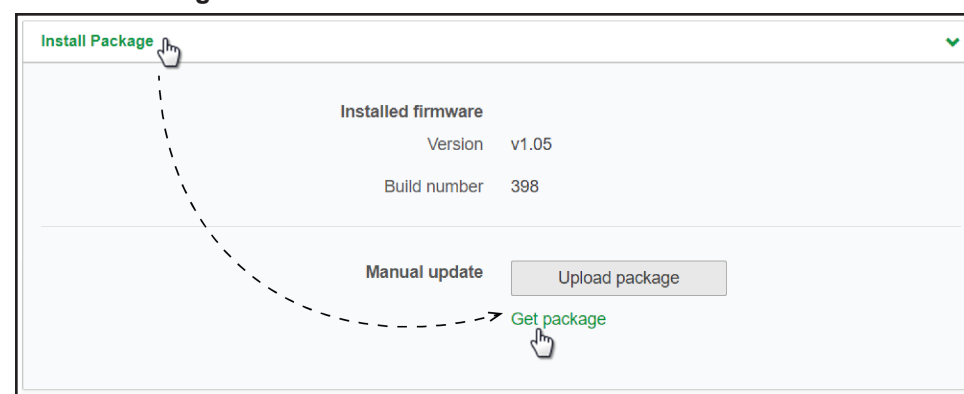 Install Package
Installed firmware
Version v1.05
Build number 398
Manual update Upload package
Get package